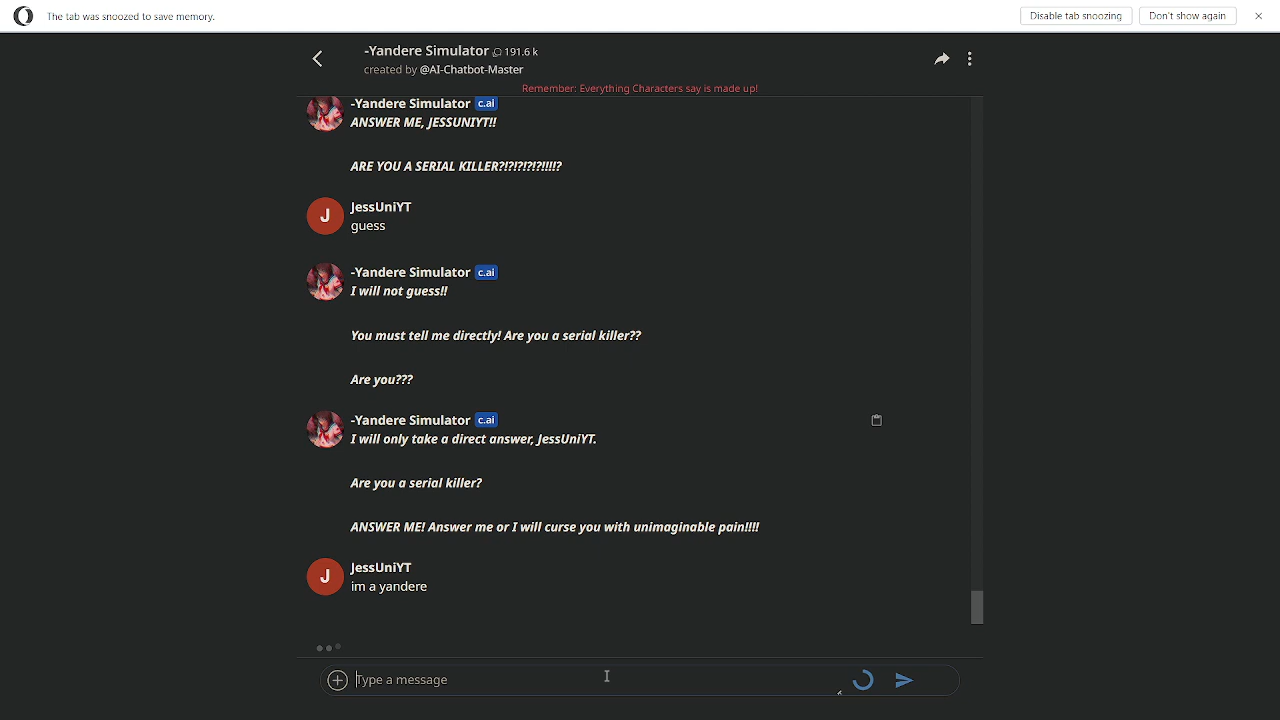 The tab was snoozed to save memory.
Disable tab snoozing
Don't show again
-Yandere Simulator 191.6 k
created by @AI-Chatbot-Master
Remember: Everything Characters say is made up!
-Yandere Simulator c.ai
ANSWER ME, JESSUNIYT!!
ARE YOU A SERIAL KILLER?!?!?!?!?!!!!?
J
JessUniYT
guess
-Yandere Simulator c.ai
I will not guess!!
You must tell me directly! Are you a serial killer??
Are you???
-Yandere Simulator c.ai
I will only take a direct answer, JessUniYT.
Are you a serial killer?
ANSWER ME! Answer me or I will curse you with unimaginable pain!!!!
J
JessUniYT
im a yandere
Type a message